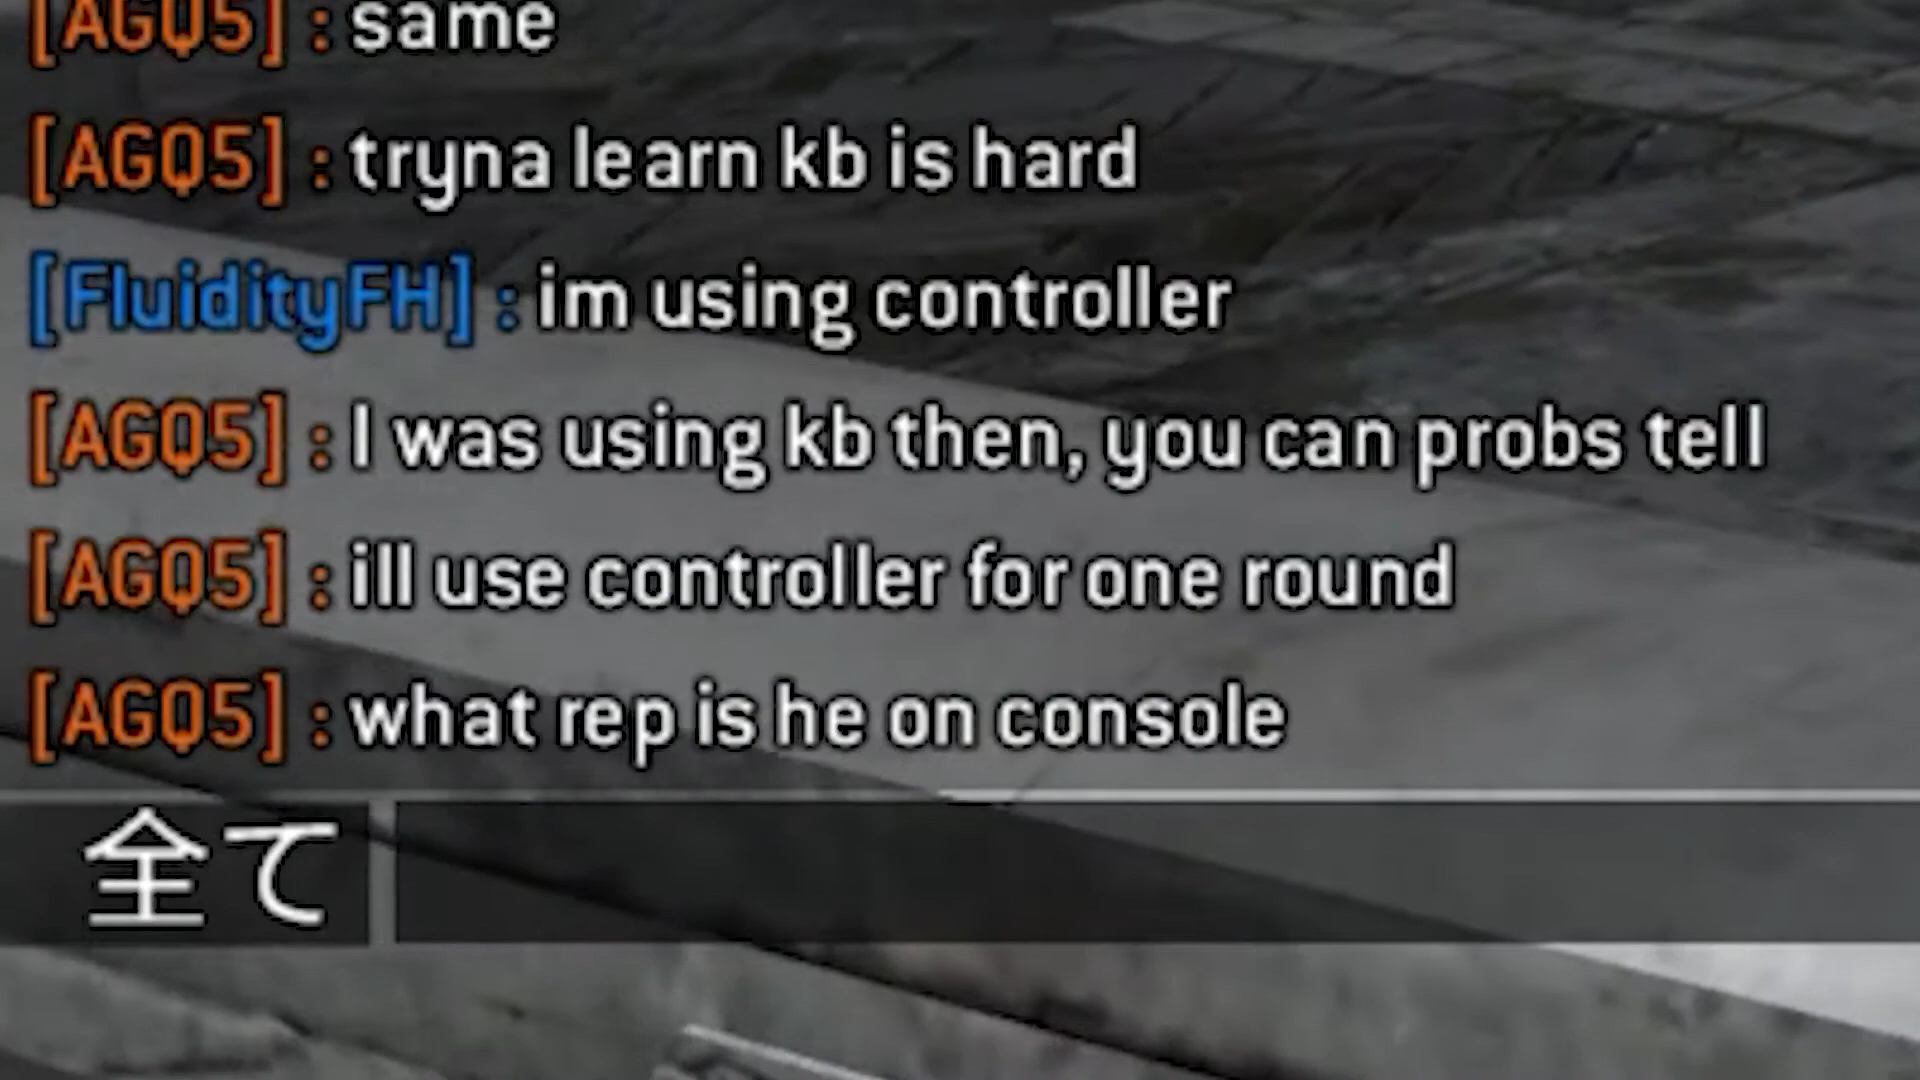 [AGQ5] : same
[AGQ5] : tryna learn kb is hard
[FluidityFH] : im using controller
[AGQ5] : I was using kb then, you can probs tell
[AGQ5] : ill use controller for one round
[AGQ5] : what rep is he on console
全て